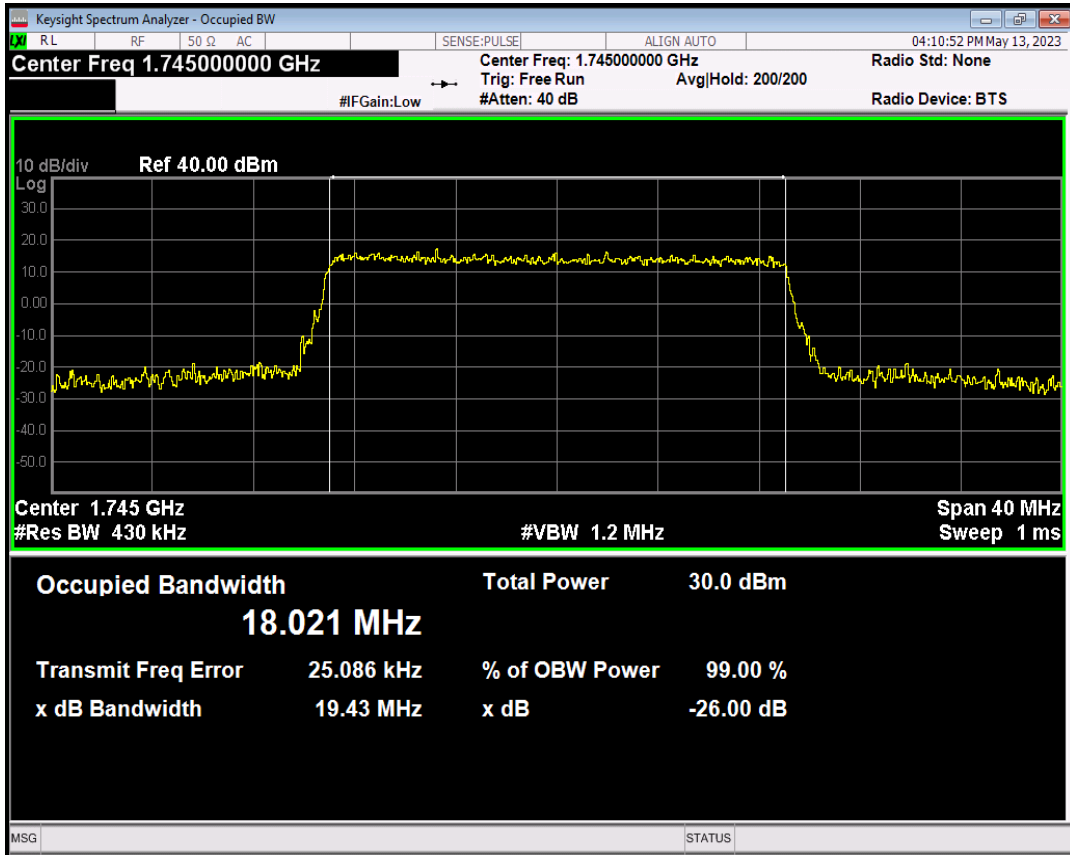 Keysight Spectrum Analyzer - Occupied BW
LXI RL RF 50 Ω AC SENSE:PULSE ALIGN AUTO 04:10:52 PM May 13, 2023
Center Freq 1.745000000 GHz Center Freq: 1.745000000 GHz Radio Std: None
Trig: Free Run Avg|Hold: 200/200
#IFGain:Low #Atten: 40 dB Radio Device: BTS
10 dB/div Ref 40.00 dBm
Log
30.0
20.0
10.0
0.00
-10.0
-20.0
-30.0
-40.0
-50.0
Center 1.745 GHz Span 40 MHz
#Res BW 430 kHz #VBW 1.2 MHz Sweep 1 ms
Occupied Bandwidth Total Power 30.0 dBm
18.021 MHz
Transmit Freq Error 25.086 kHz % of OBW Power 99.00 %
x dB Bandwidth 19.43 MHz x dB -26.00 dB
MSG STATUS